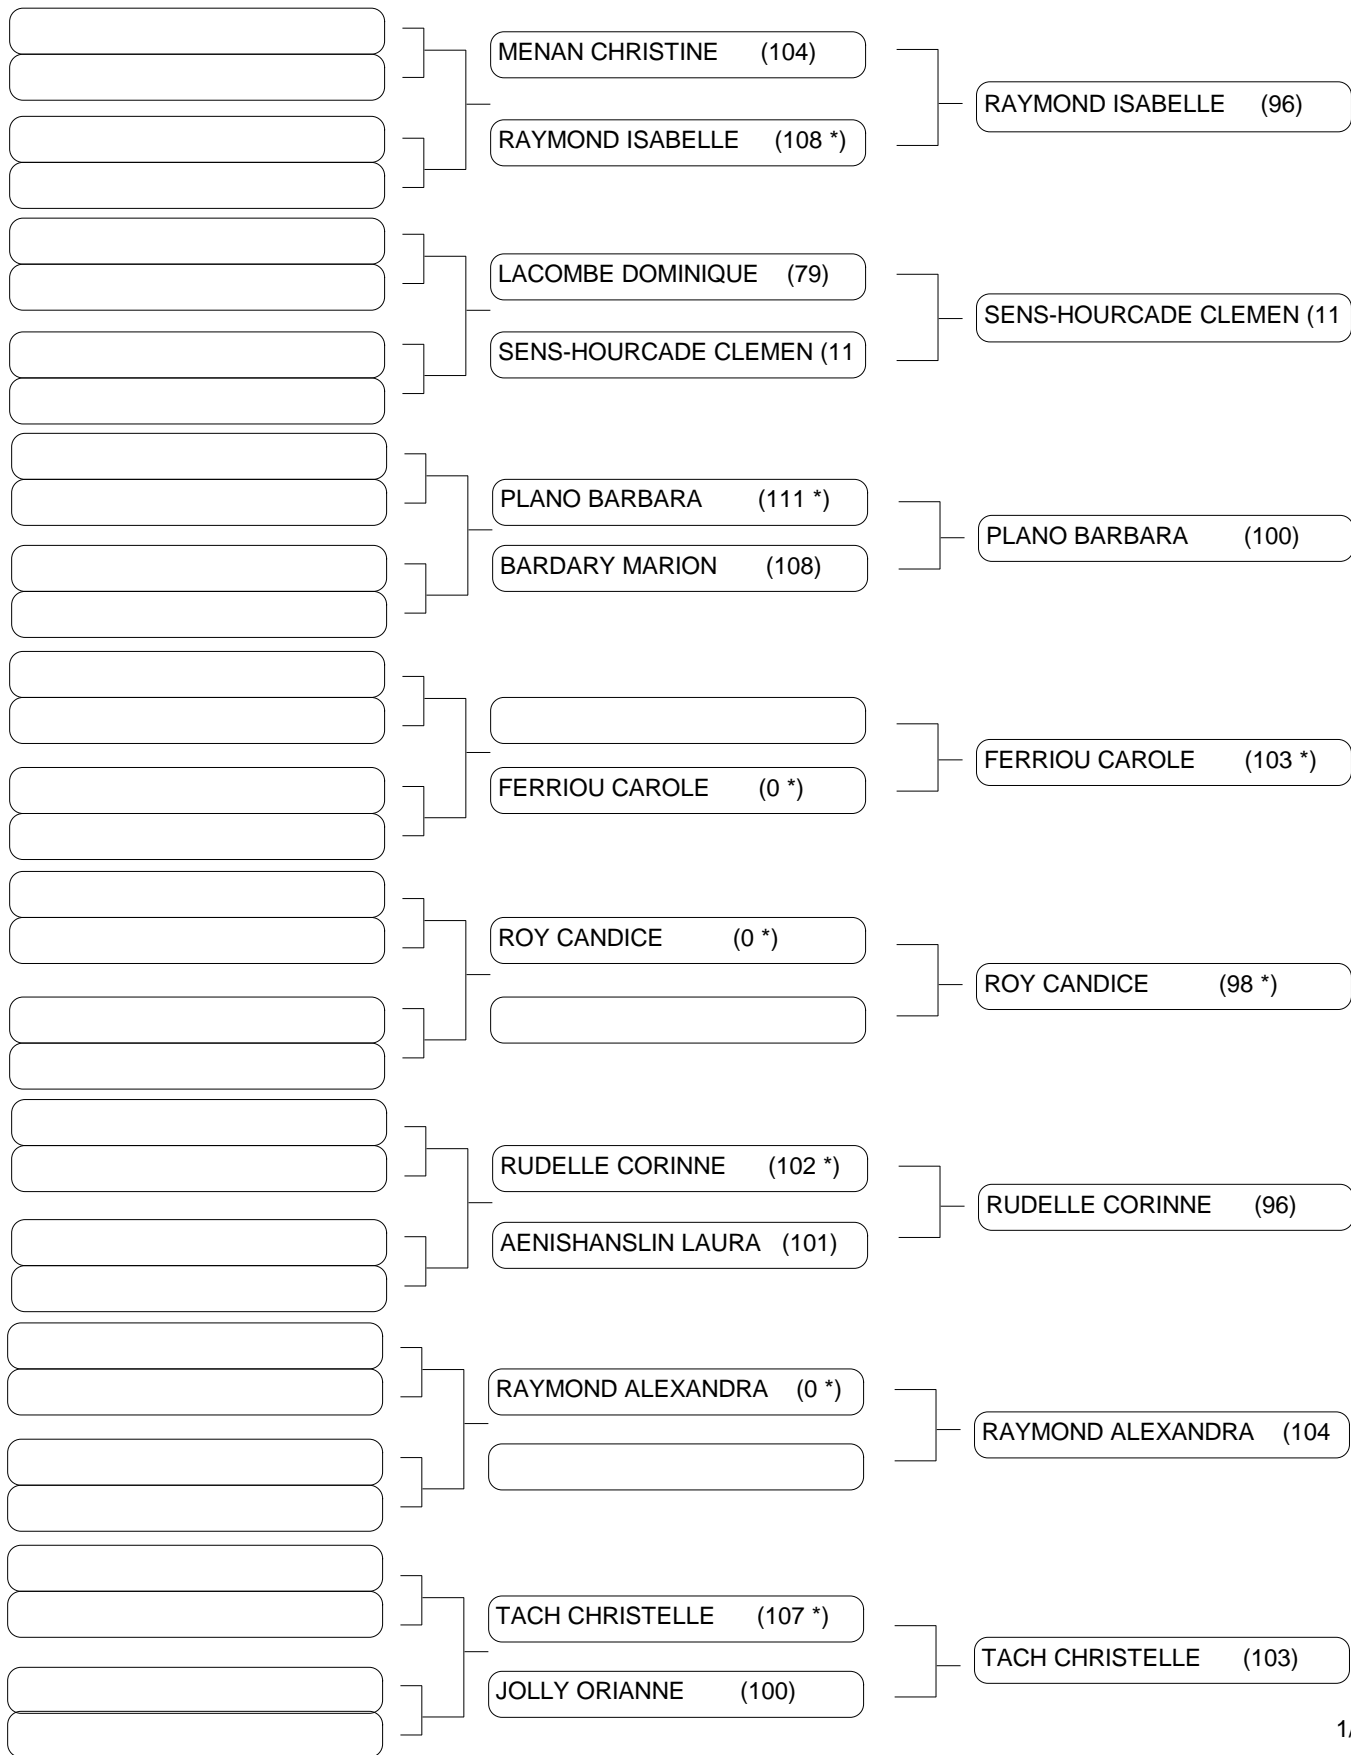 MENAN CHRISTINE (104)
RAYMOND ISABELLE (96)
RAYMOND ISABELLE (108 *)
LACOMBE DOMINIQUE (79)
SENS-HOURCADE CLEMEN (11
SENS-HOURCADE CLEMEN (11
PLANO BARBARA (111 *)
PLANO BARBARA (100)
BARDARY MARION (108)
FERRIOU CAROLE (103 *)
FERRIOU CAROLE (0 *)
ROY CANDICE (0 *)
ROY CANDICE (98 *)
RUDELLE CORINNE (102 *)
RUDELLE CORINNE (96)
AENISHANSLIN LAURA (101)
RAYMOND ALEXANDRA (0 *)
RAYMOND ALEXANDRA (104
TACH CHRISTELLE (107 *)
TACH CHRISTELLE (103)
JOLLY ORIANNE (100)
1/